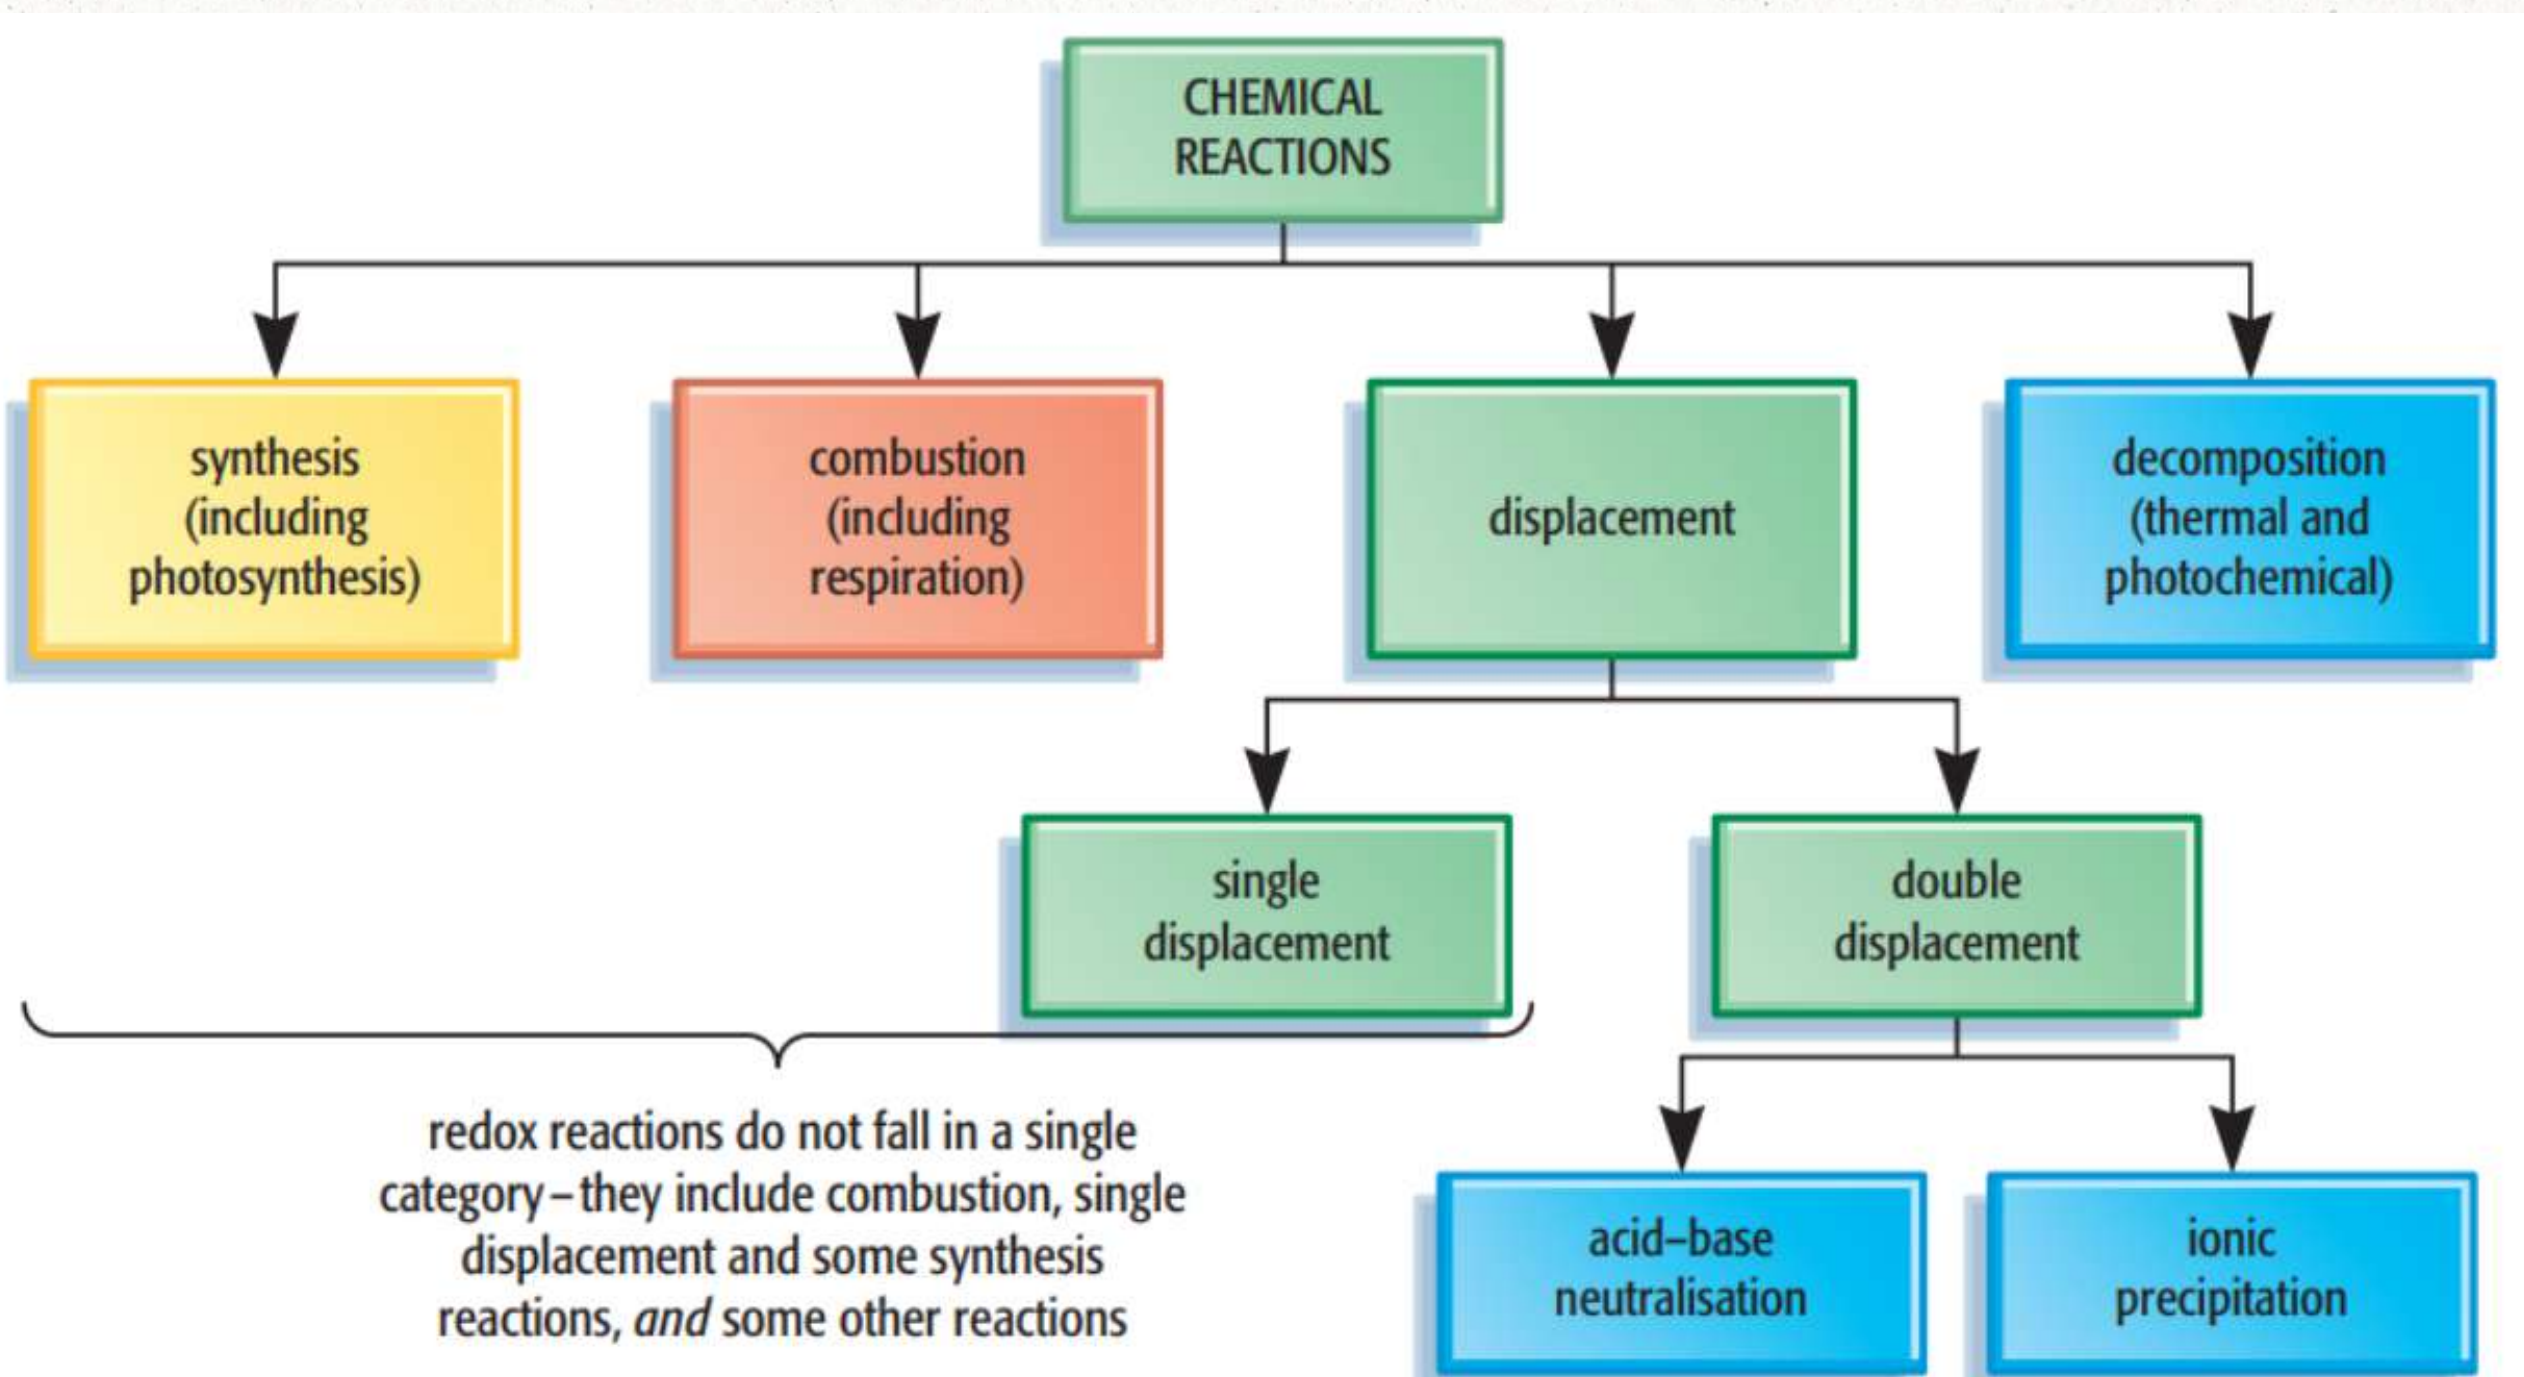 CHEMICAL
REACTIONS
synthesis
(including
photosynthesis)
combustion
(including
respiration)
displacement
decomposition
(thermal and
photochemical)
single
displacement
double
displacement
redox reactions do not fall in a single
category – they include combustion, single
displacement and some synthesis
reactions, and some other reactions
acid–base
neutralisation
ionic
precipitation